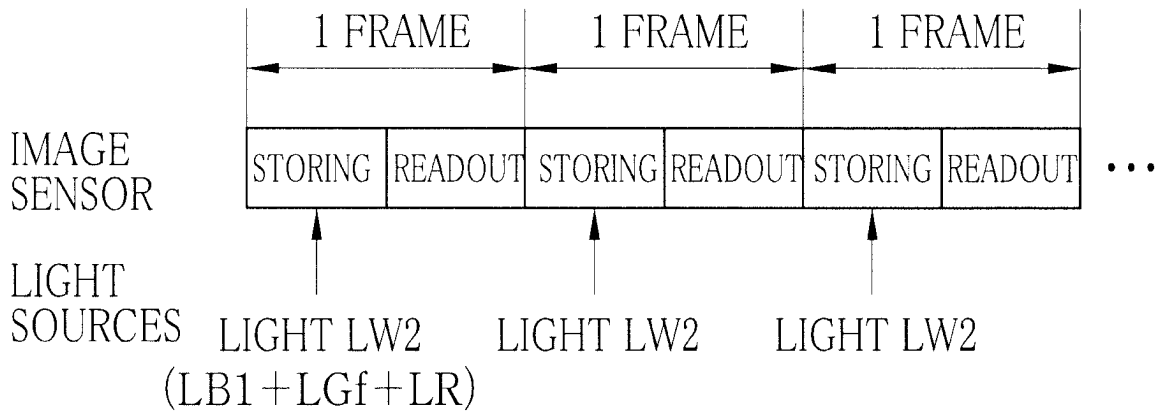 1 FRAME 1 FRAME 1 FRAME
IMAGE
SENSOR
STORING READOUT STORING READOUT STORING READOUT ...
LIGHT
SOURCES
LIGHT LW2 LIGHT LW2 LIGHT LW2
(LB1+LGf+LR)